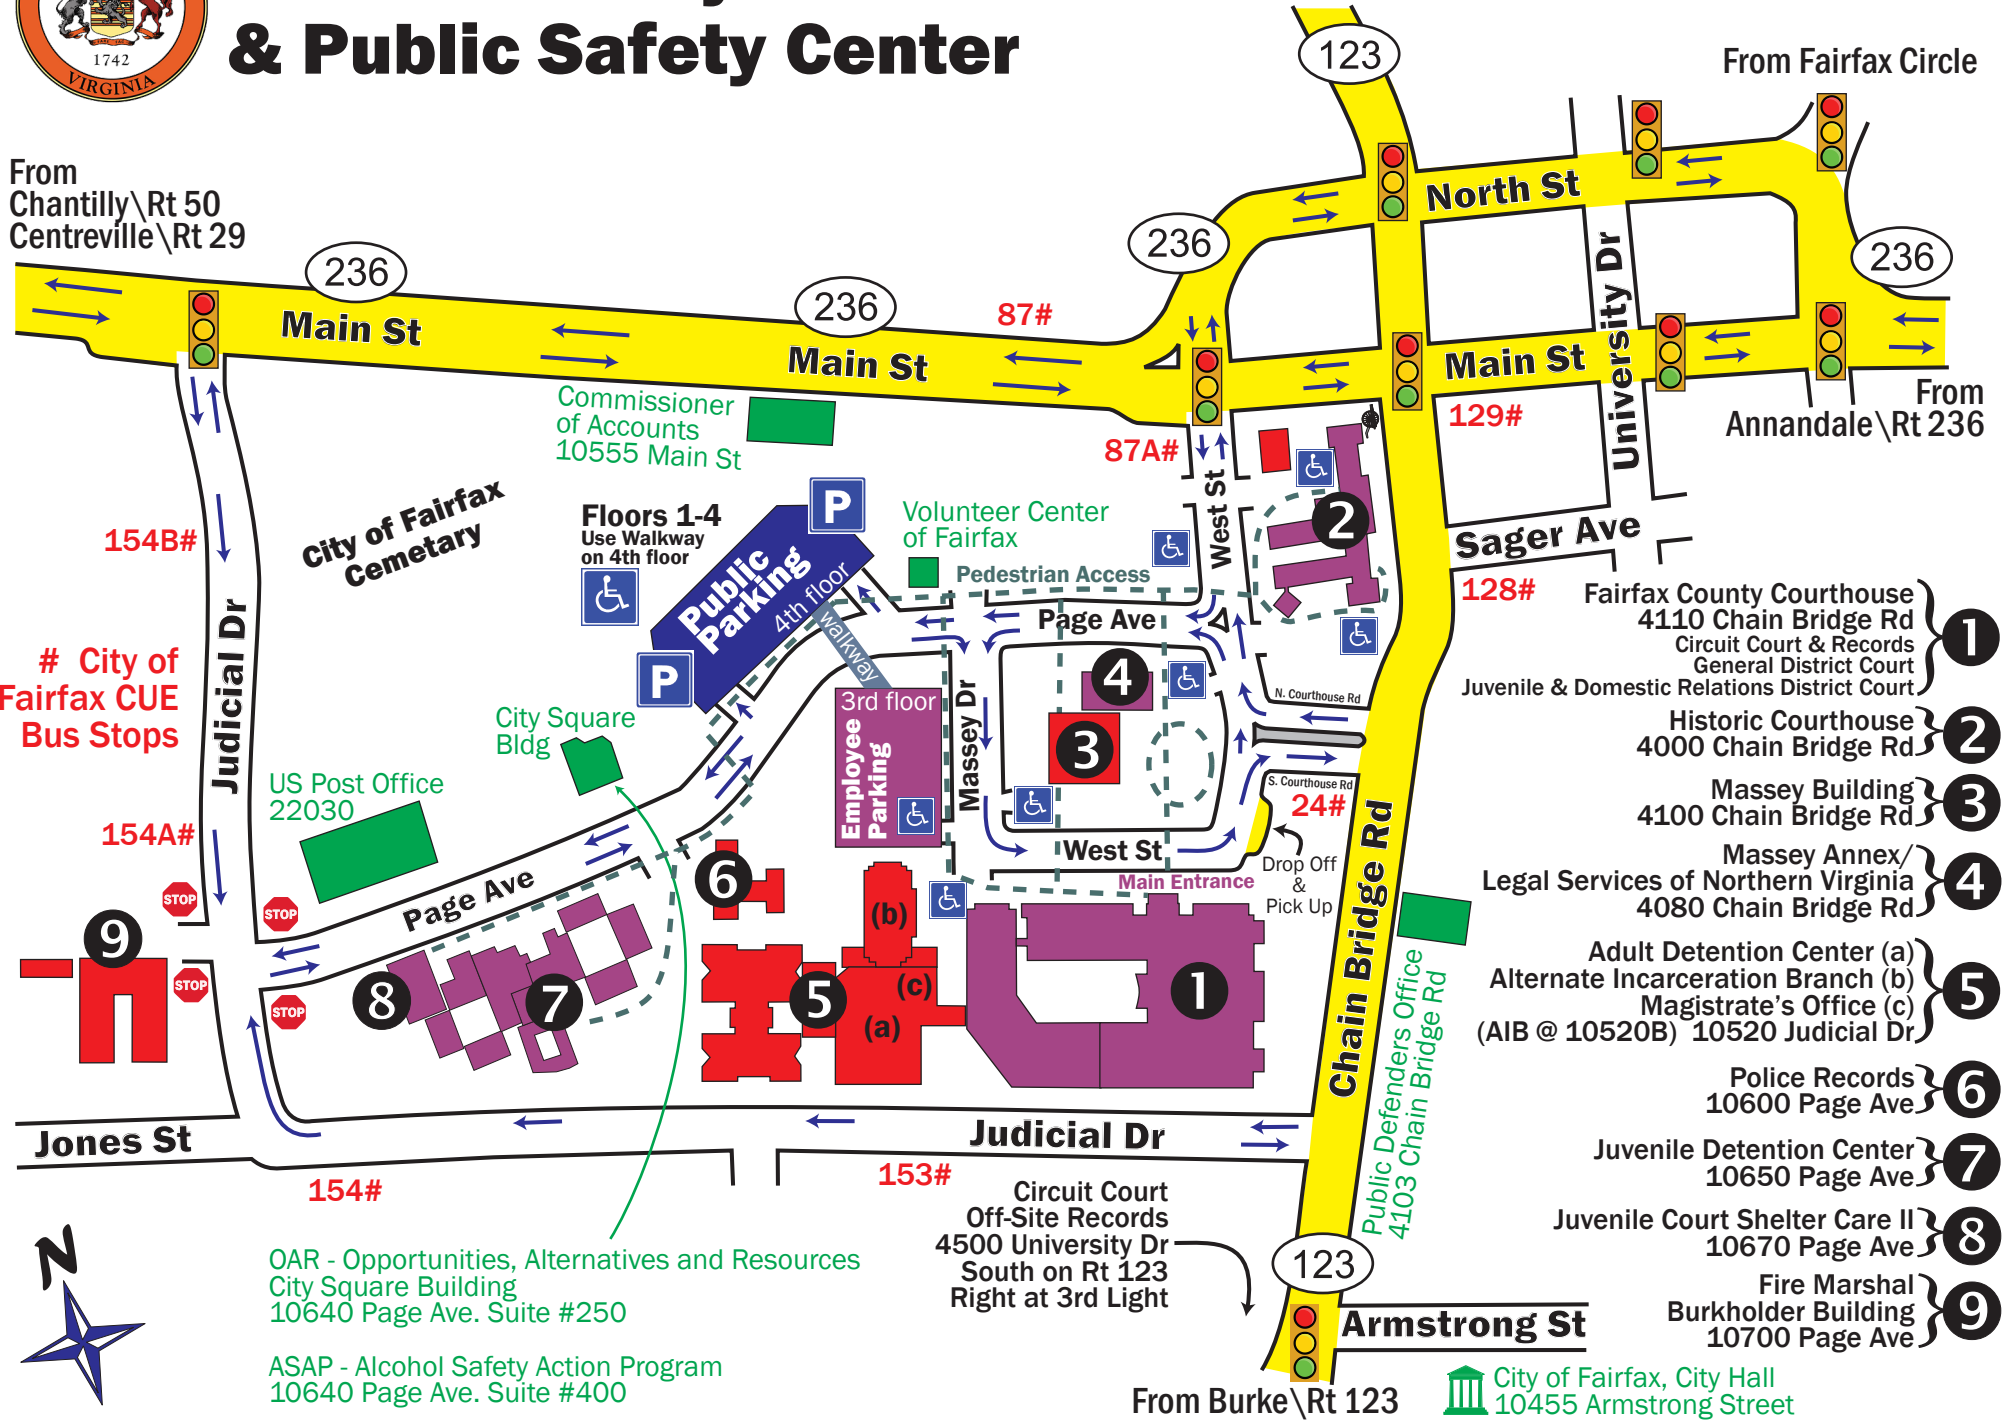 & Public Safety Center
1742
VIRGINIA
123
From Fairfax Circle
From
Chantilly\Rt 50
Centreville\Rt 29
North St
236
236
236
236
Main St
Main St
Main St
87#
87A#
129#
128#
University Dr
From
Annandale\Rt 236
Sager Ave
Commissioner
of Accounts
10555 Main St
City of Fairfax
Cemetary
154B#
Judicial Dr
# City of
Fairfax CUE
Bus Stops
154A#
Floors 1-4
Use Walkway
on 4th floor
P
Public
Parking
4th floor
P
walkway
Volunteer Center
of Fairfax
Pedestrian Access
West St
2
Page Ave
4
3
3rd floor
Employee
Parking
Massey Dr
N. Courthouse Rd
S. Courthouse Rd
24#
West St
Main Entrance
Drop Off
&
Pick Up
Chain Bridge Rd
City Square
Bldg
US Post Office
22030
Page Ave
STOP
STOP
STOP
STOP
9
8
7
6
5
(b)
(c)
(a)
1
Public Defenders Office
4103 Chain Bridge Rd
Jones St
Judicial Dr
154#
153#
Circuit Court
Off-Site Records
4500 University Dr
South on Rt 123
Right at 3rd Light
123
Armstrong St
From Burke\Rt 123
City of Fairfax, City Hall
10455 Armstrong Street
N
OAR - Opportunities, Alternatives and Resources
City Square Building
10640 Page Ave. Suite #250
ASAP - Alcohol Safety Action Program
10640 Page Ave. Suite #400
Fairfax County Courthouse
4110 Chain Bridge Rd
Circuit Court & Records
General District Court
Juvenile & Domestic Relations District Court
1
Historic Courthouse
4000 Chain Bridge Rd
2
Massey Building
4100 Chain Bridge Rd
3
Massey Annex/
Legal Services of Northern Virginia
4080 Chain Bridge Rd
4
Adult Detention Center (a)
Alternate Incarceration Branch (b)
Magistrate's Office (c)
(AIB @ 10520B) 10520 Judicial Dr
5
Police Records
10600 Page Ave
6
Juvenile Detention Center
10650 Page Ave
7
Juvenile Court Shelter Care II
10670 Page Ave
8
Fire Marshal
Burkholder Building
10700 Page Ave
9